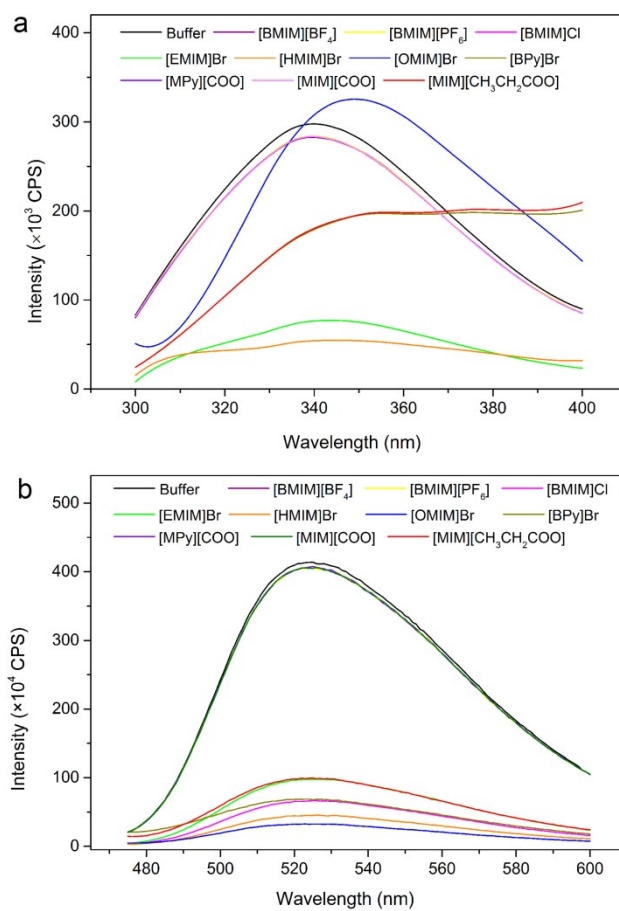 a
Buffer [BMIM][BF₄] [BMIM][PF₆] [BMIM]Cl
[EMIM]Br [HMIM]Br [OMIM]Br [BPy]Br
[MPy][COO] [MIM][COO] [MIM][CH₃CH₂COO]
400
300
200
100
0
Intensity (×10³ CPS)
300 320 340 360 380 400
Wavelength (nm)
b
Buffer [BMIM][BF₄] [BMIM][PF₆] [BMIM]Cl
[EMIM]Br [HMIM]Br [OMIM]Br [BPy]Br
[MPy][COO] [MIM][COO] [MIM][CH₃CH₂COO]
500
400
300
200
100
0
Intensity (×10⁴ CPS)
480 500 520 540 560 580 600
Wavelength (nm)